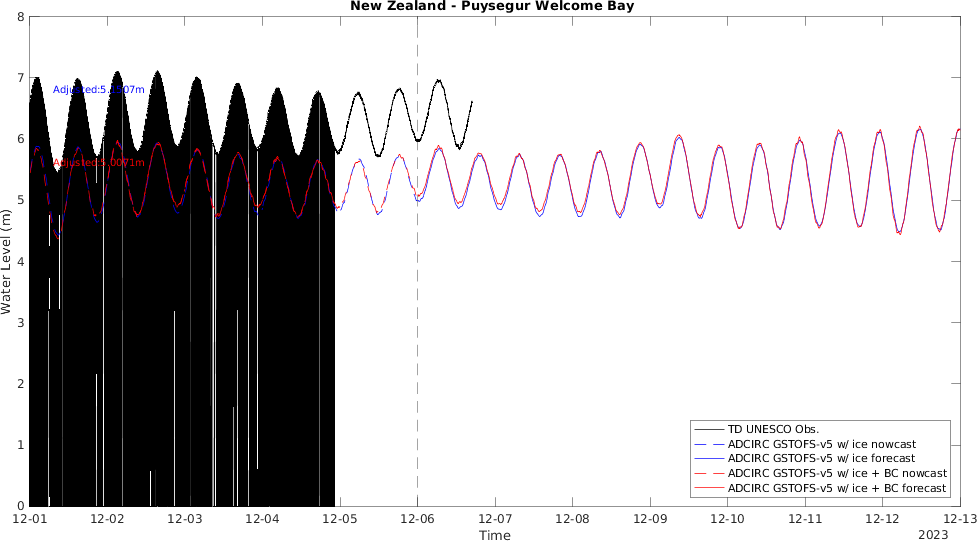 New Zealand - Puysegur Welcome Bay
8
7
6
5
4
3
2
1
0
Water Level (m)
12-01 12-02 12-03 12-04 12-05 12-06 12-07 12-08 12-09 12-10 12-11 12-12 12-13
Time
2023
TD UNESCO Obs.
ADCIRC GSTOFS-v5 w/ ice nowcast
ADCIRC GSTOFS-v5 w/ ice forecast
ADCIRC GSTOFS-v5 w/ ice + BC nowcast
ADCIRC GSTOFS-v5 w/ ice + BC forecast